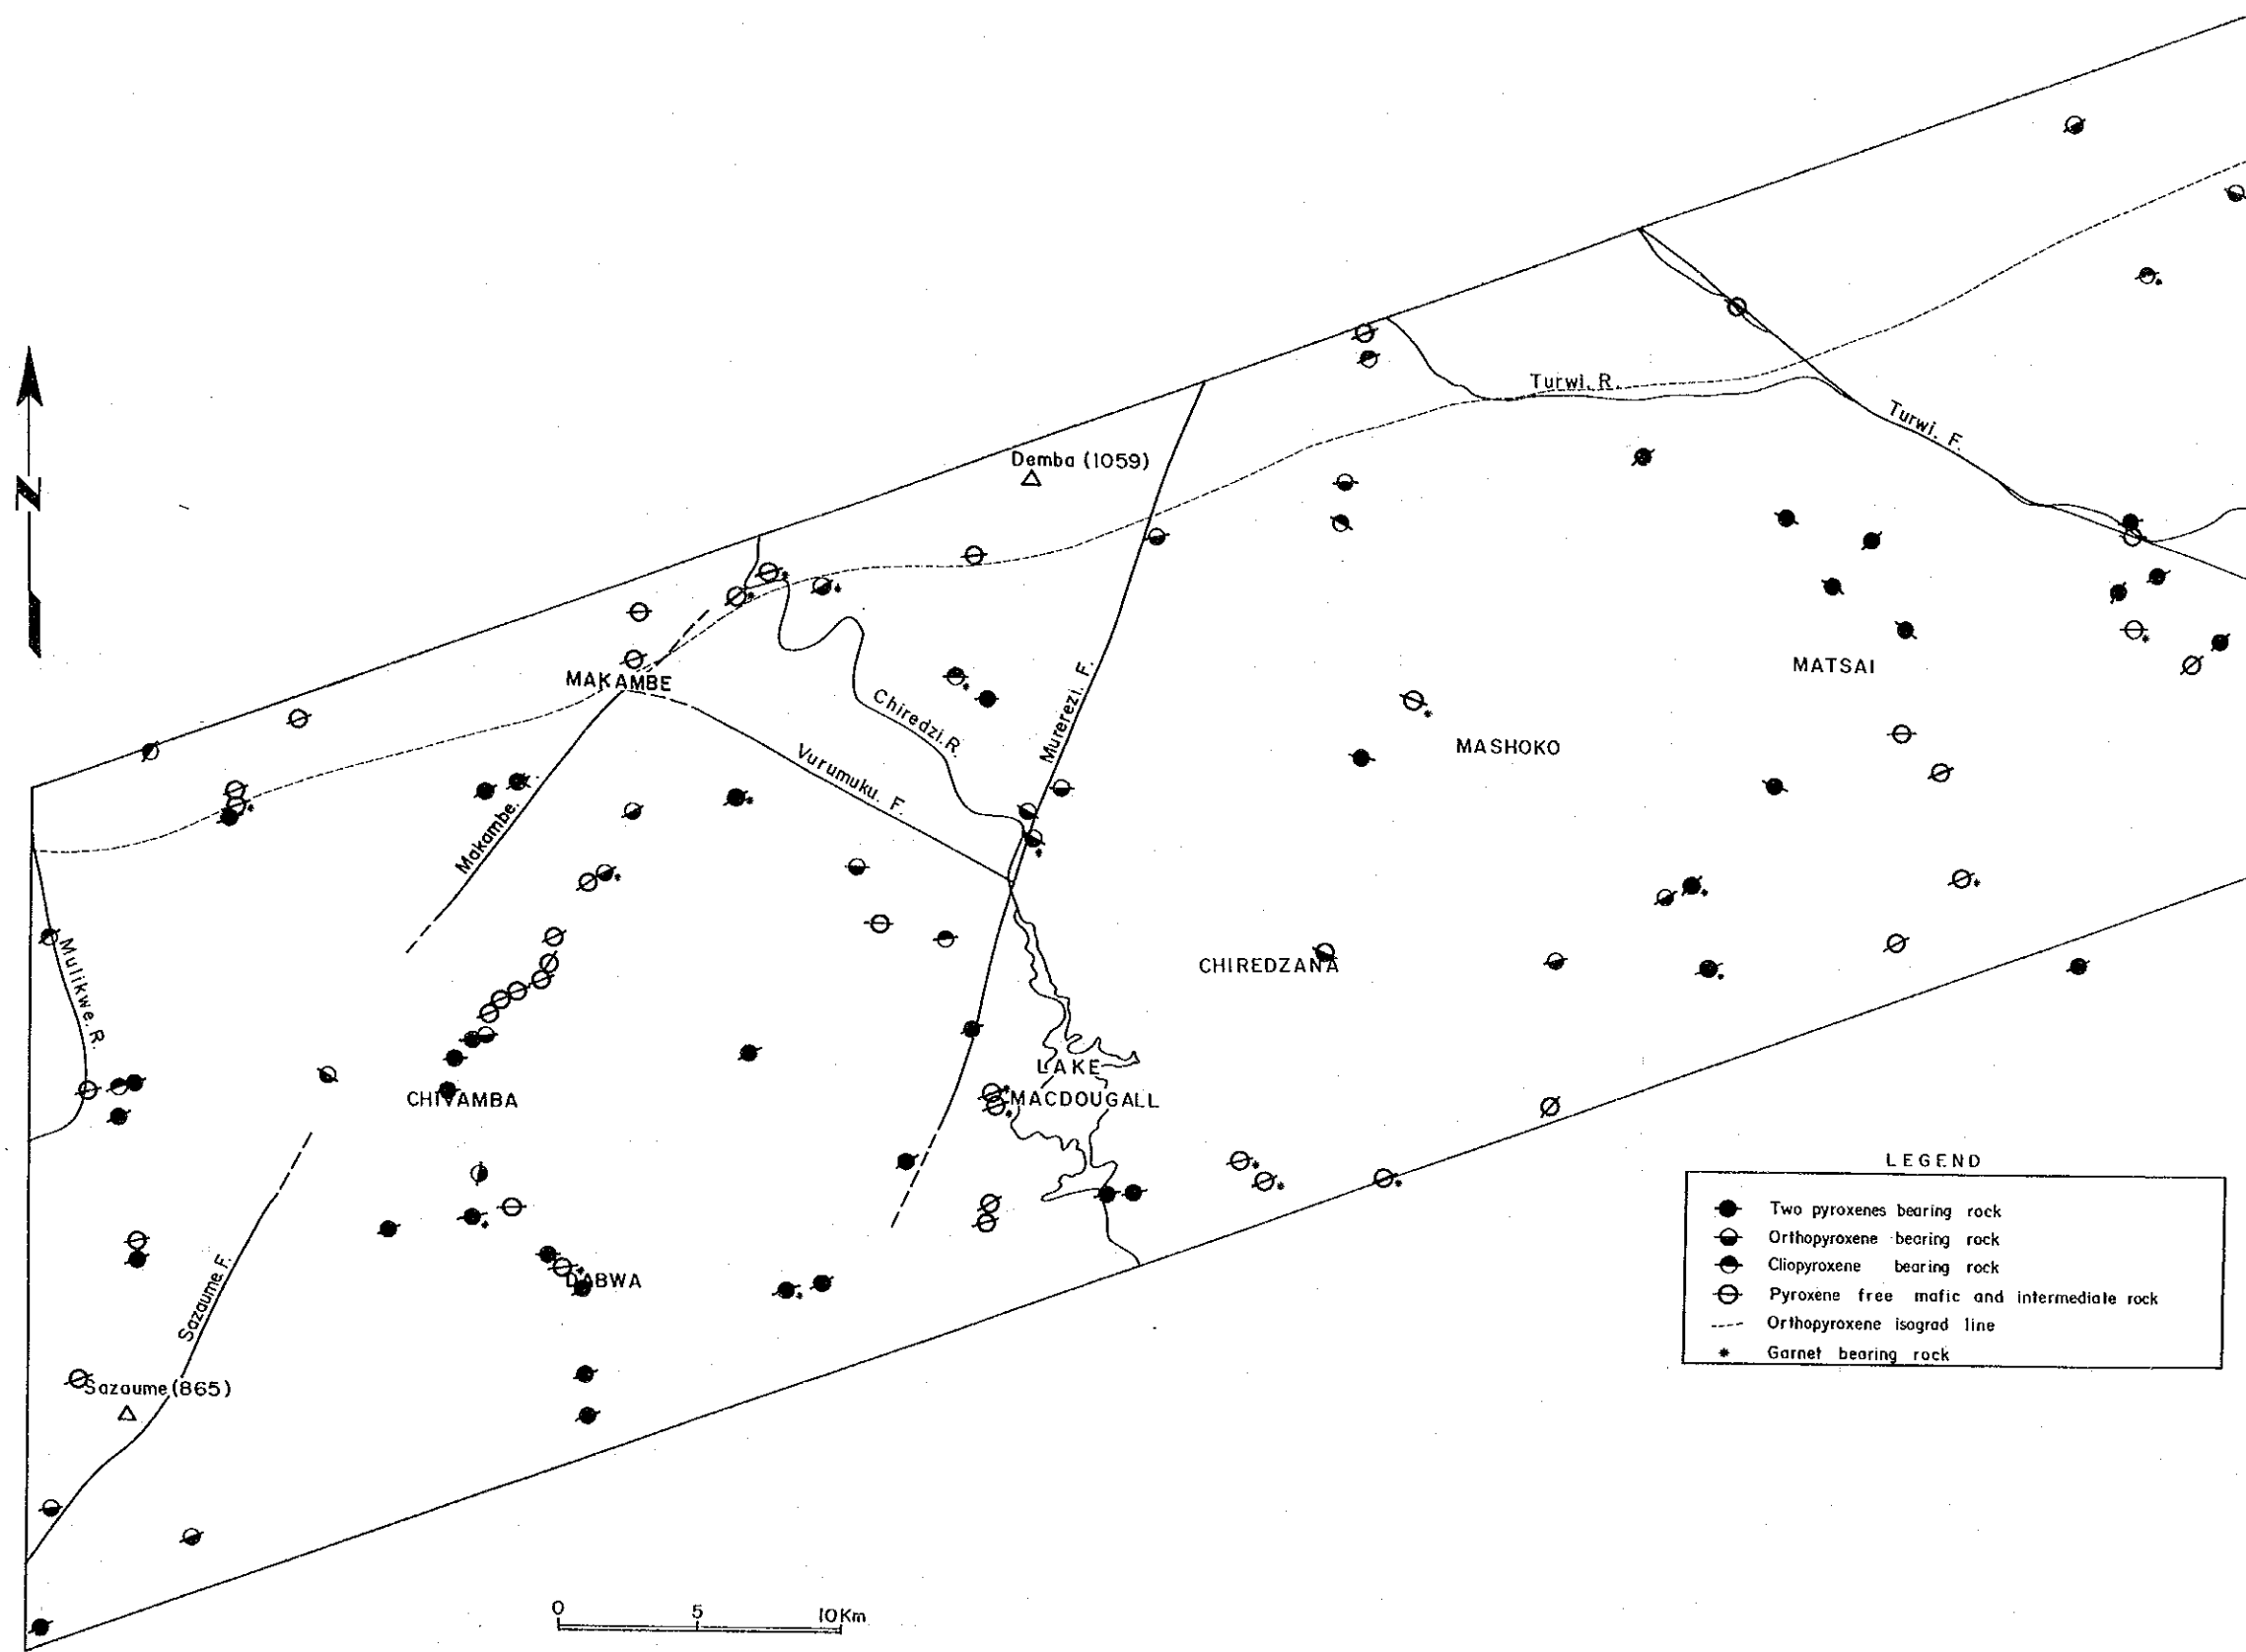 Turwi. R.
Turwi. F.
Demba (1059)
N
MAKAMBE
MATSAI
Chiredzi. R.
Murerezi. F.
MASHOKO
Vurumuku. F.
Makambe.
Mulikwe. R.
CHIREDZANA
LAKE
MACDOUGALL
CHIVAMBA
DABWA
Sazaume F.
Sazaume (865)
LEGEND
Two pyroxenes bearing rock
Orthopyroxene bearing rock
Cliopyroxene bearing rock
Pyroxene free mafic and intermediate rock
Orthopyroxene isograd line
Garnet bearing rock
0 5 10Km